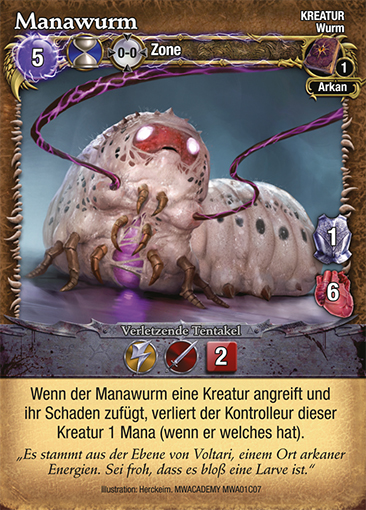 Manawurm
KREATUR
Wurm
5
0-0 Zone
1
Arkan
1
6
Verletzende Tentakel
2
Wenn der Manawurm eine Kreatur angreift und
ihr Schaden zufügt, verliert der Kontrolleur dieser
Kreatur 1 Mana (wenn er welches hat).
„Es stammt aus der Ebene von Voltari, einem Ort arkaner
Energien. Sei froh, dass es bloß eine Larve ist.“
Illustration: Herckeim. MWACADEMY MWA01C07